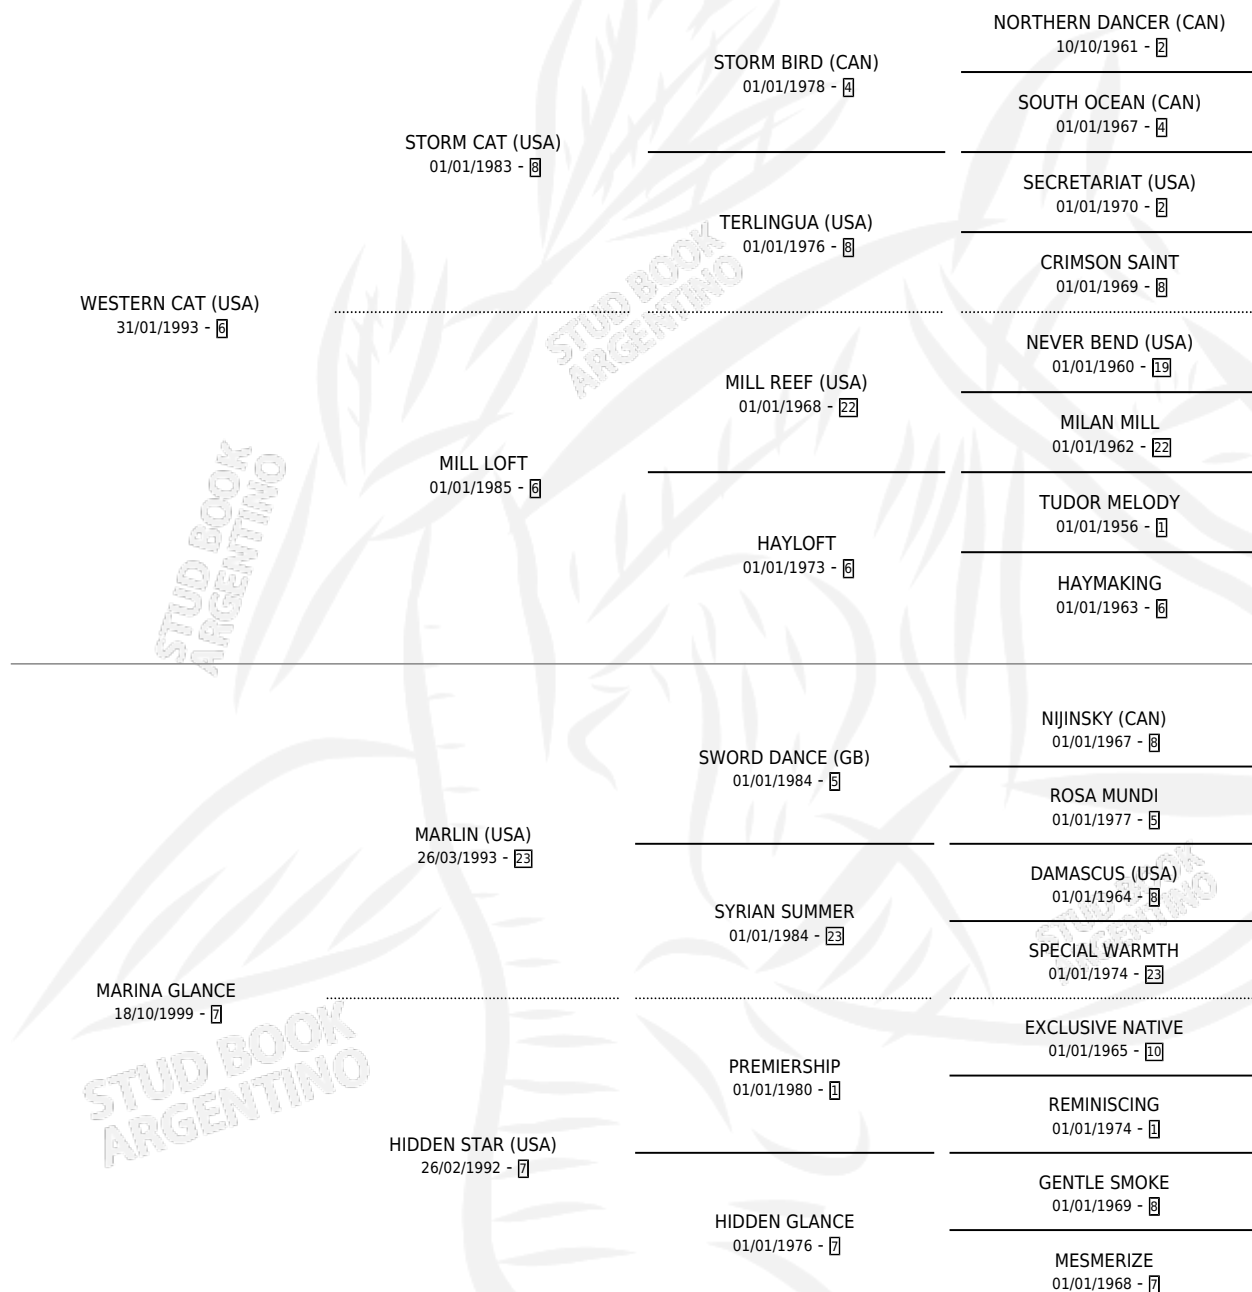 NORTHERN DANCER (CAN)
10/10/1961 - 2
STORM BIRD (CAN)
01/01/1978 - 4
SOUTH OCEAN (CAN)
01/01/1967 - 4
STORM CAT (USA)
01/01/1983 - 8
SECRETARIAT (USA)
01/01/1970 - 2
TERLINGUA (USA)
01/01/1976 - 8
CRIMSON SAINT
01/01/1969 - 8
WESTERN CAT (USA)
31/01/1993 - 6
NEVER BEND (USA)
01/01/1960 - 19
MILL REEF (USA)
01/01/1968 - 22
MILAN MILL
01/01/1962 - 22
MILL LOFT
01/01/1985 - 6
TUDOR MELODY
01/01/1956 - 1
HAYLOFT
01/01/1973 - 6
HAYMAKING
01/01/1963 - 6
NIJINSKY (CAN)
01/01/1967 - 8
SWORD DANCE (GB)
01/01/1984 - 5
ROSA MUNDI
01/01/1977 - 5
MARLIN (USA)
26/03/1993 - 23
DAMASCUS (USA)
01/01/1964 - 8
SYRIAN SUMMER
01/01/1984 - 23
SPECIAL WARMTH
01/01/1974 - 23
MARINA GLANCE
18/10/1999 - 7
EXCLUSIVE NATIVE
01/01/1965 - 10
PREMIERSHIP
01/01/1980 - 1
REMINISCING
01/01/1974 - 1
HIDDEN STAR (USA)
26/02/1992 - 7
GENTLE SMOKE
01/01/1969 - 8
HIDDEN GLANCE
01/01/1976 - 7
MESMERIZE
01/01/1968 - 7
STUD BOOK
ARGENTINO
STUD BOOK
ARGENTINO
STUD BOOK
ARGENTINO
STUD BOOK
ARGENTINO